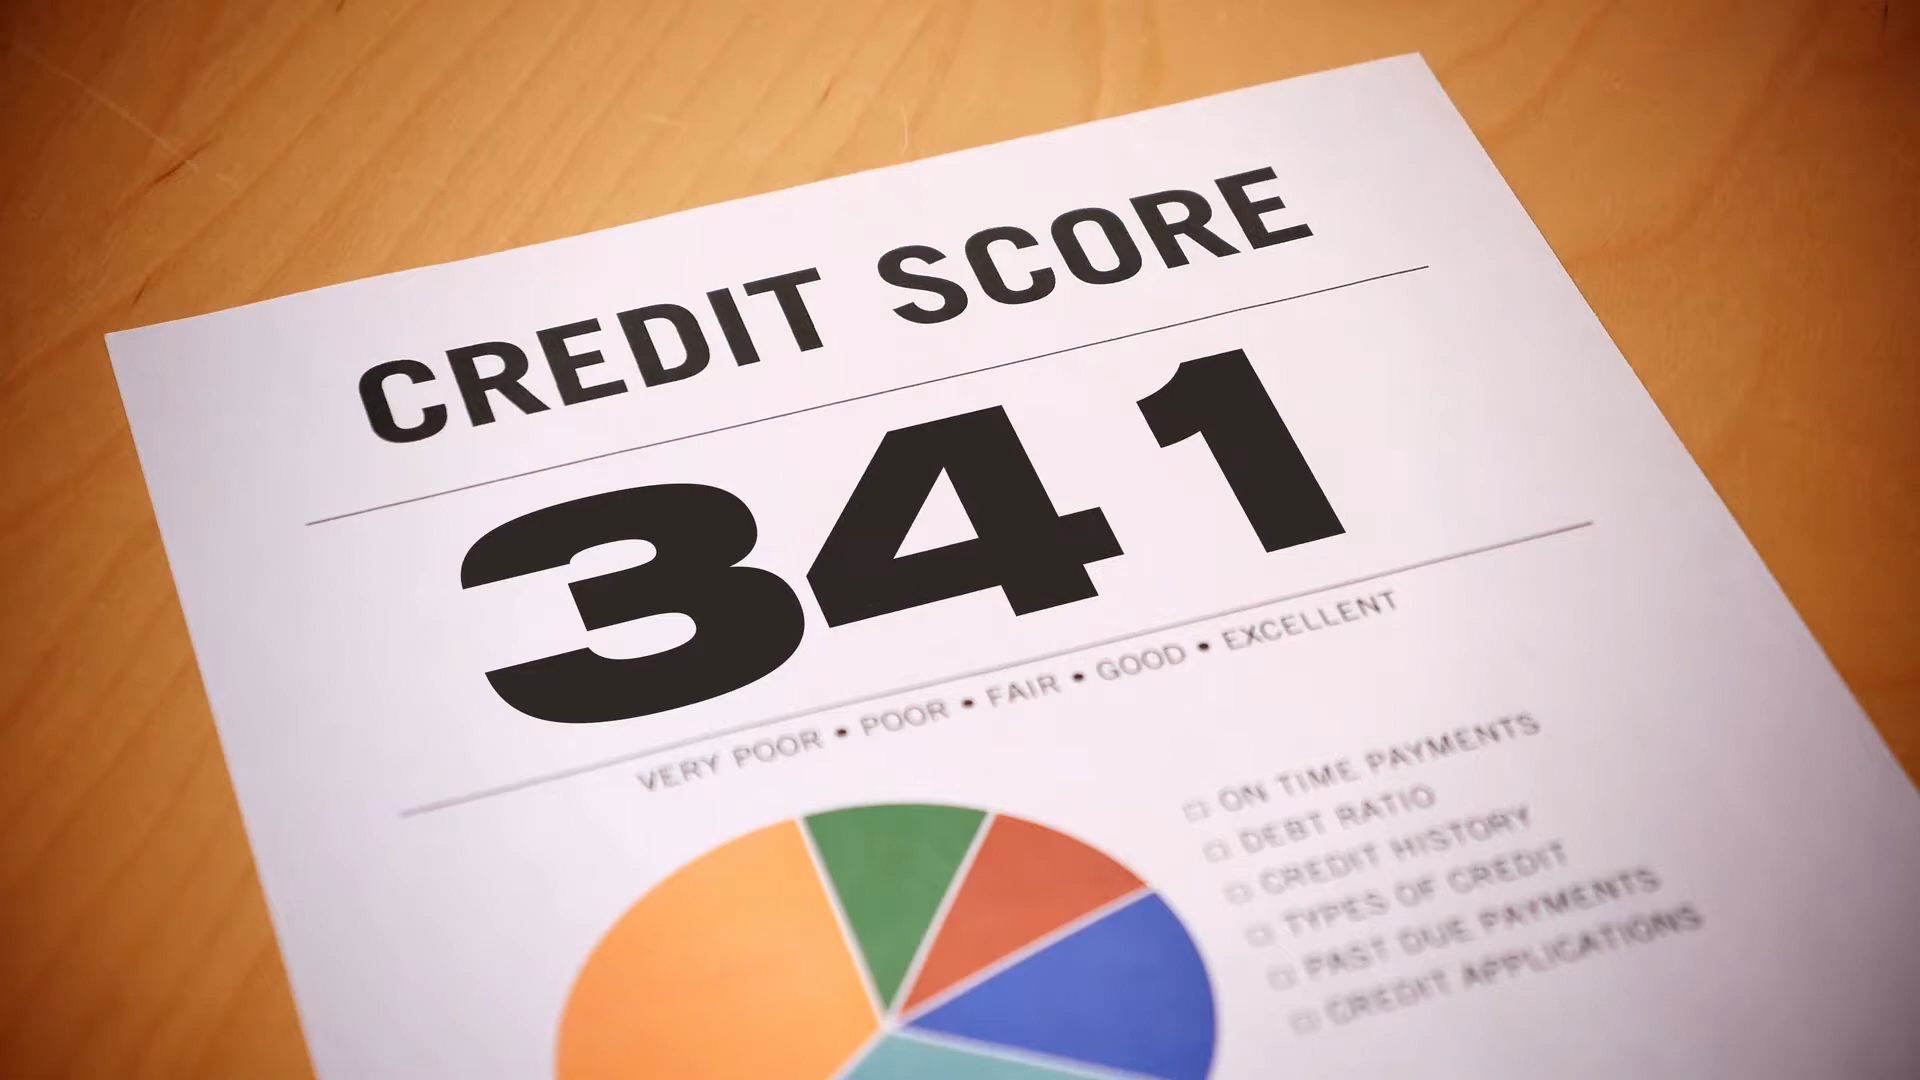 CREDIT SCORE
341
VERY POOR • POOR • FAIR • GOOD • EXCELLENT
ON TIME PAYMENTS
DEBT RATIO
CREDIT HISTORY
TYPES OF CREDIT
PAST DUE PAYMENTS
CREDIT APPLICATIONS